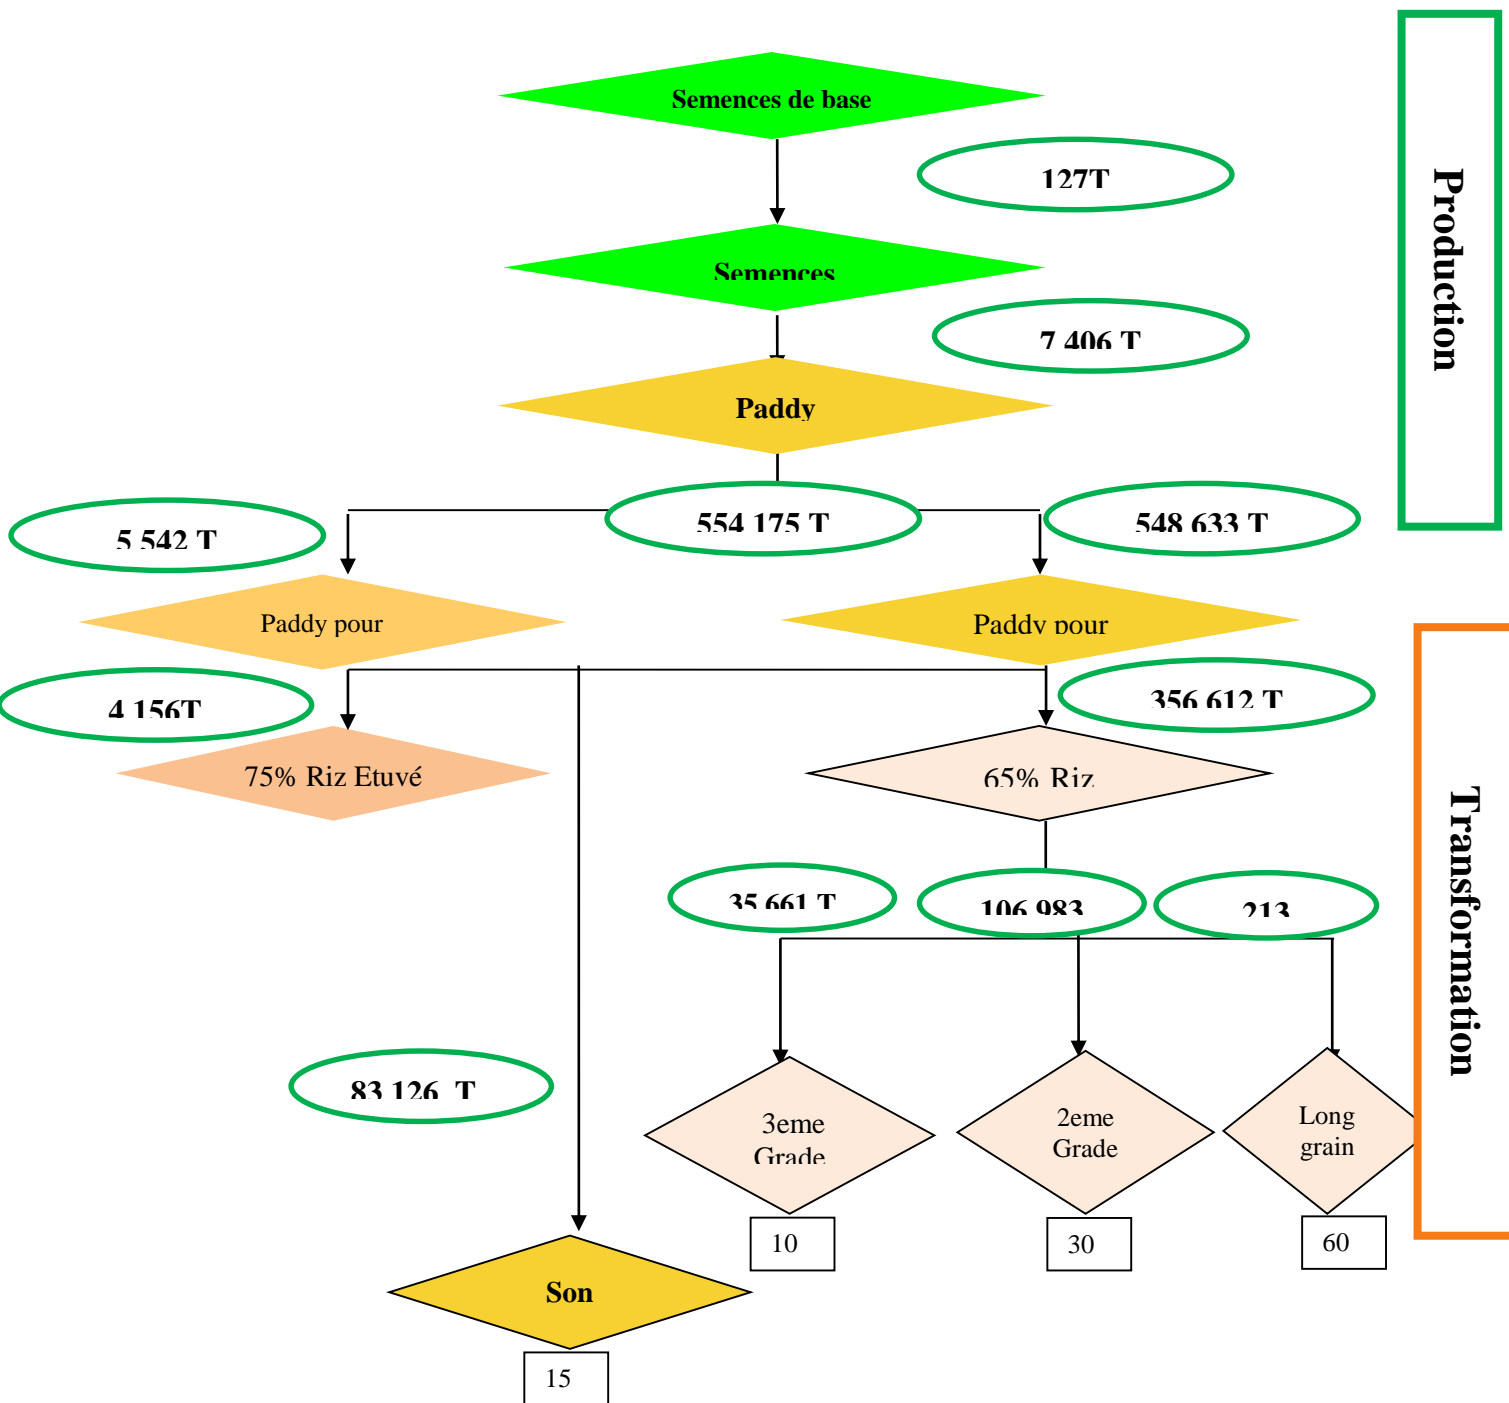 Semences de base
127T
Production
Semences
7 406 T
Paddy
554 175 T
548 633 T
5 542 T
Paddy pour
Paddy pour
4 156T
356 612 T
75% Riz Etuvé
65% Riz
Transformation
35 661 T
106 983
213
83 126 T
3eme
Grade
2eme
Grade
Long
grain
10
30
60
Son
15